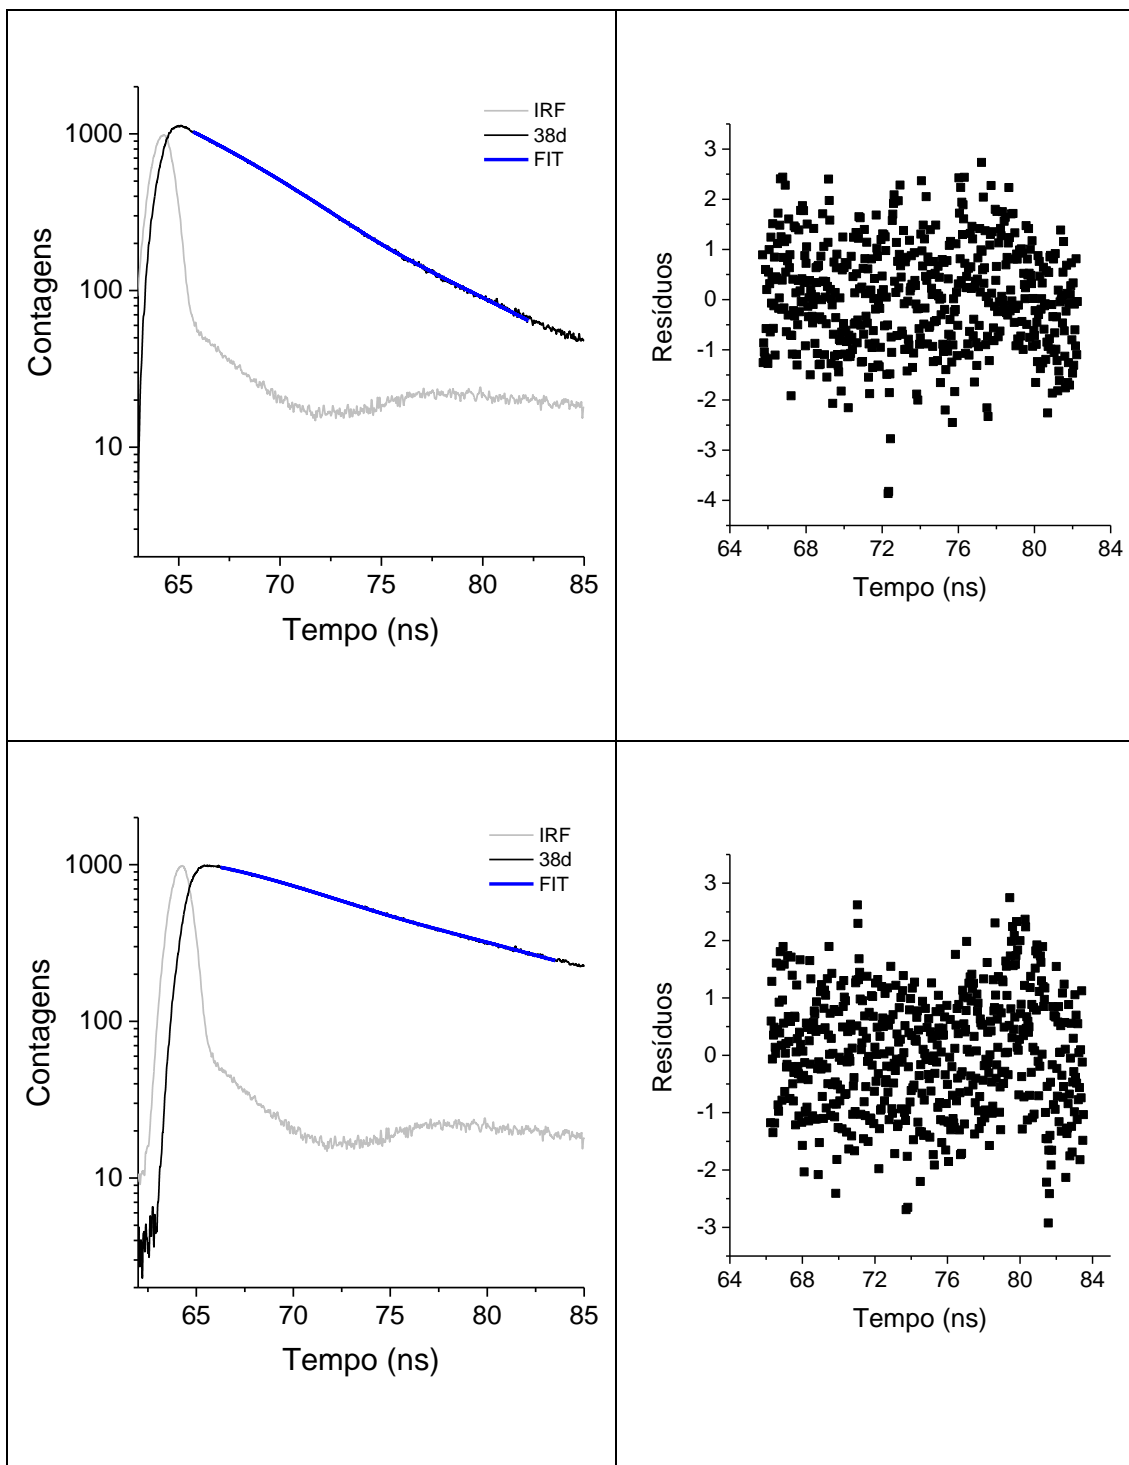 IRF
38d
FIT
1000
100
10
Contagens
65 70 75 80 85
Tempo (ns)
3
2
1
0
-1
-2
-3
-4
Resíduos
64 68 72 76 80 84
Tempo (ns)
IRF
38d
FIT
1000
100
10
Contagens
65 70 75 80 85
Tempo (ns)
3
2
1
0
-1
-2
-3
Resíduos
64 68 72 76 80 84
Tempo (ns)